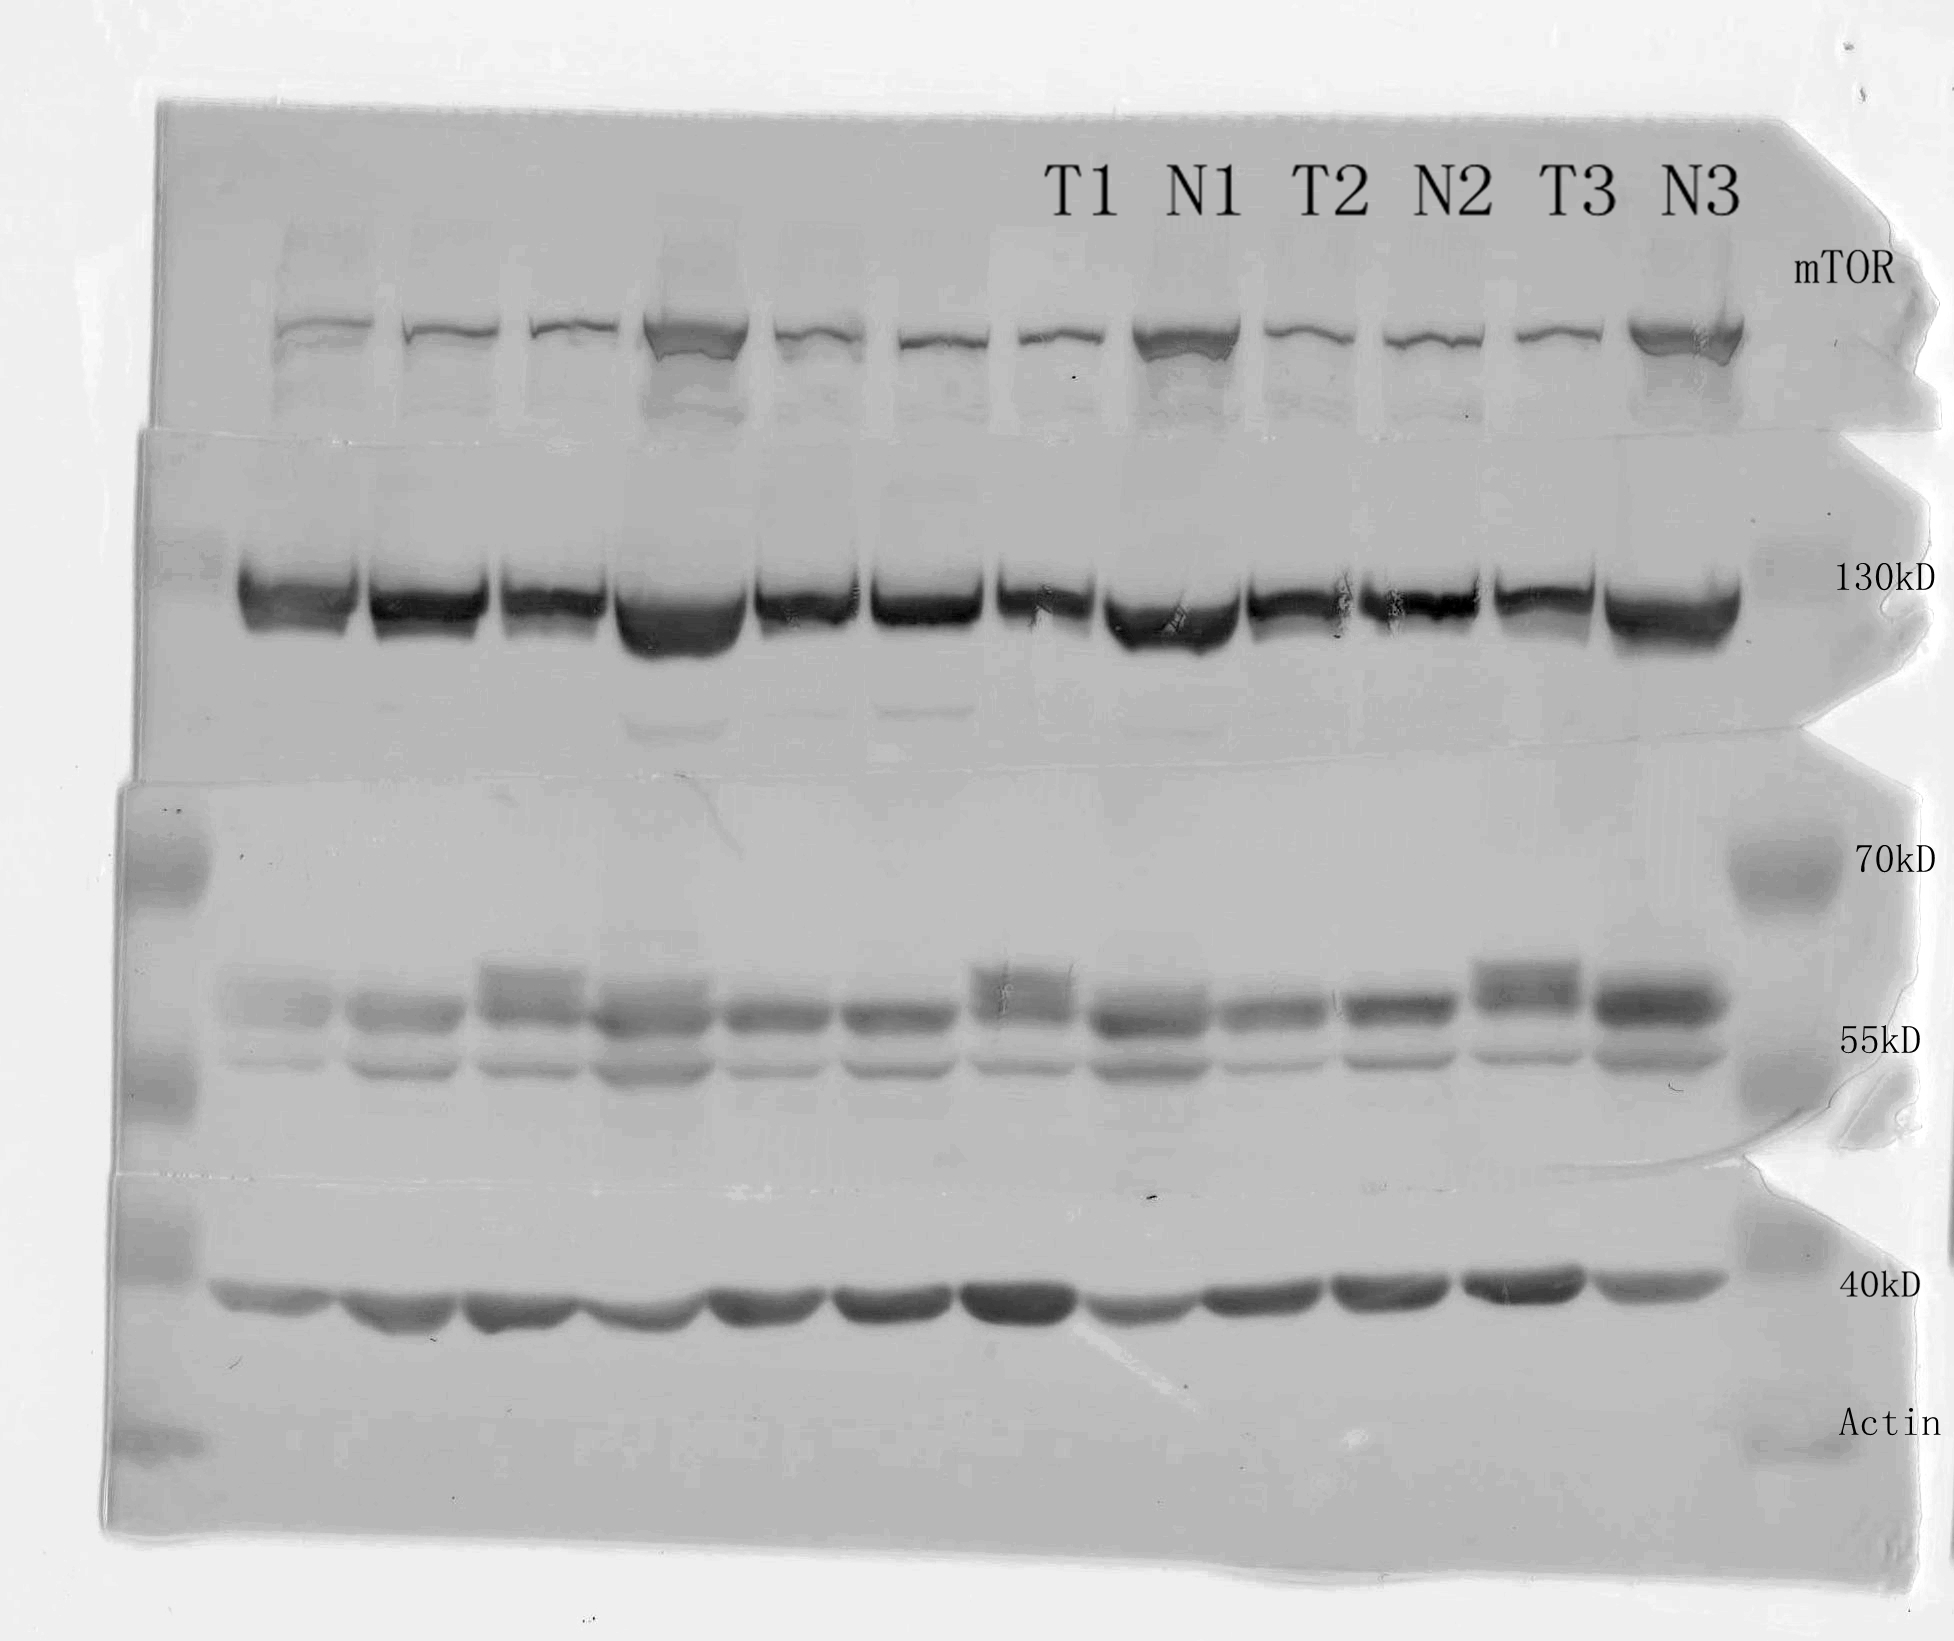 T1 N1 T2 N2 T3 N3
mTOR
130kD
70kD
55kD
40kD
Actin